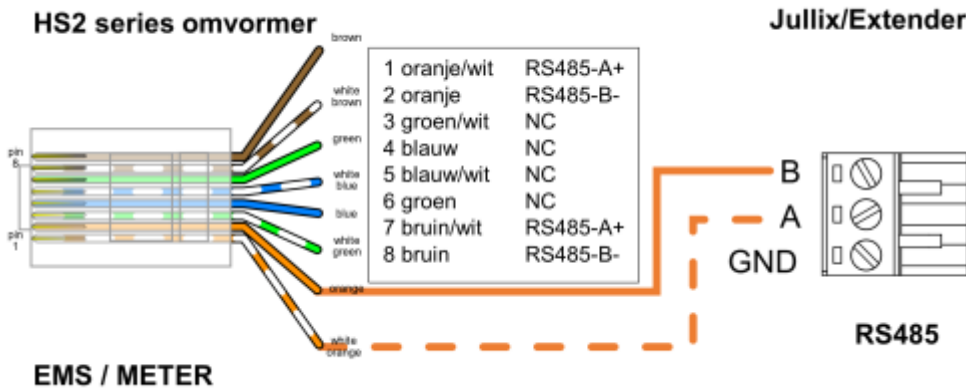 HS2 series omvormer
Jullix/Extender
brown
white
brown
green
white
blue
blue
white
green
orange
white
orange
pin
8
pin
1
1 oranje/wit RS485-A+
2 oranje RS485-B-
3 groen/wit NC
4 blauw NC
5 blauw/wit NC
6 groen NC
7 bruin/wit RS485-A+
8 bruin RS485-B-
B
A
GND
RS485
EMS / METER